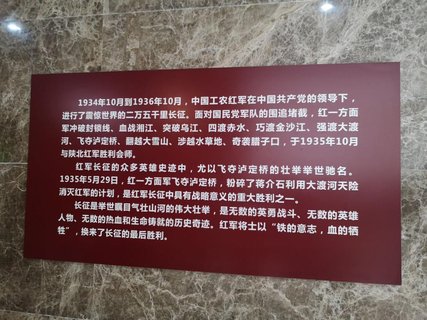 1934年10月到1936年10月，中国工农红军在中国共产党的领导下，
进行了震惊世界的二万五千里长征。面对国民党军队的围追堵截，红一方面
军冲破封锁线、血战湘江、突破乌江、四渡赤水、巧渡金沙江、强渡大渡
河、飞夺泸定桥、翻越大雪山、涉越水草地、奇袭腊子口，于1935年10月
与陕北红军胜利会师。
红军长征的众多英雄史迹中，尤以飞夺泸定桥的壮举举世驰名。
1935年5月29日，红一方面军飞夺泸定桥，粉碎了蒋介石利用大渡河天险
消灭红军的计划，是红军长征中具有战略意义的重大胜利之一。
长征是举世瞩目气壮山河的伟大壮举，是无数的英勇战斗、无数的英雄
人物、无数的热血和生命铸就的历史奇迹。红军将士以“铁的意志，血的牺
牲”，换来了长征的最后胜利。